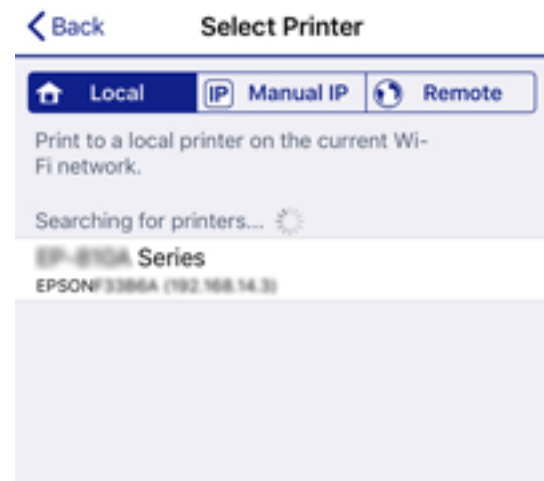 Back Select Printer
Local IP Manual IP Remote
Print to a local printer on the current Wi-
Fi network.
Searching for printers...
Series
EPSON